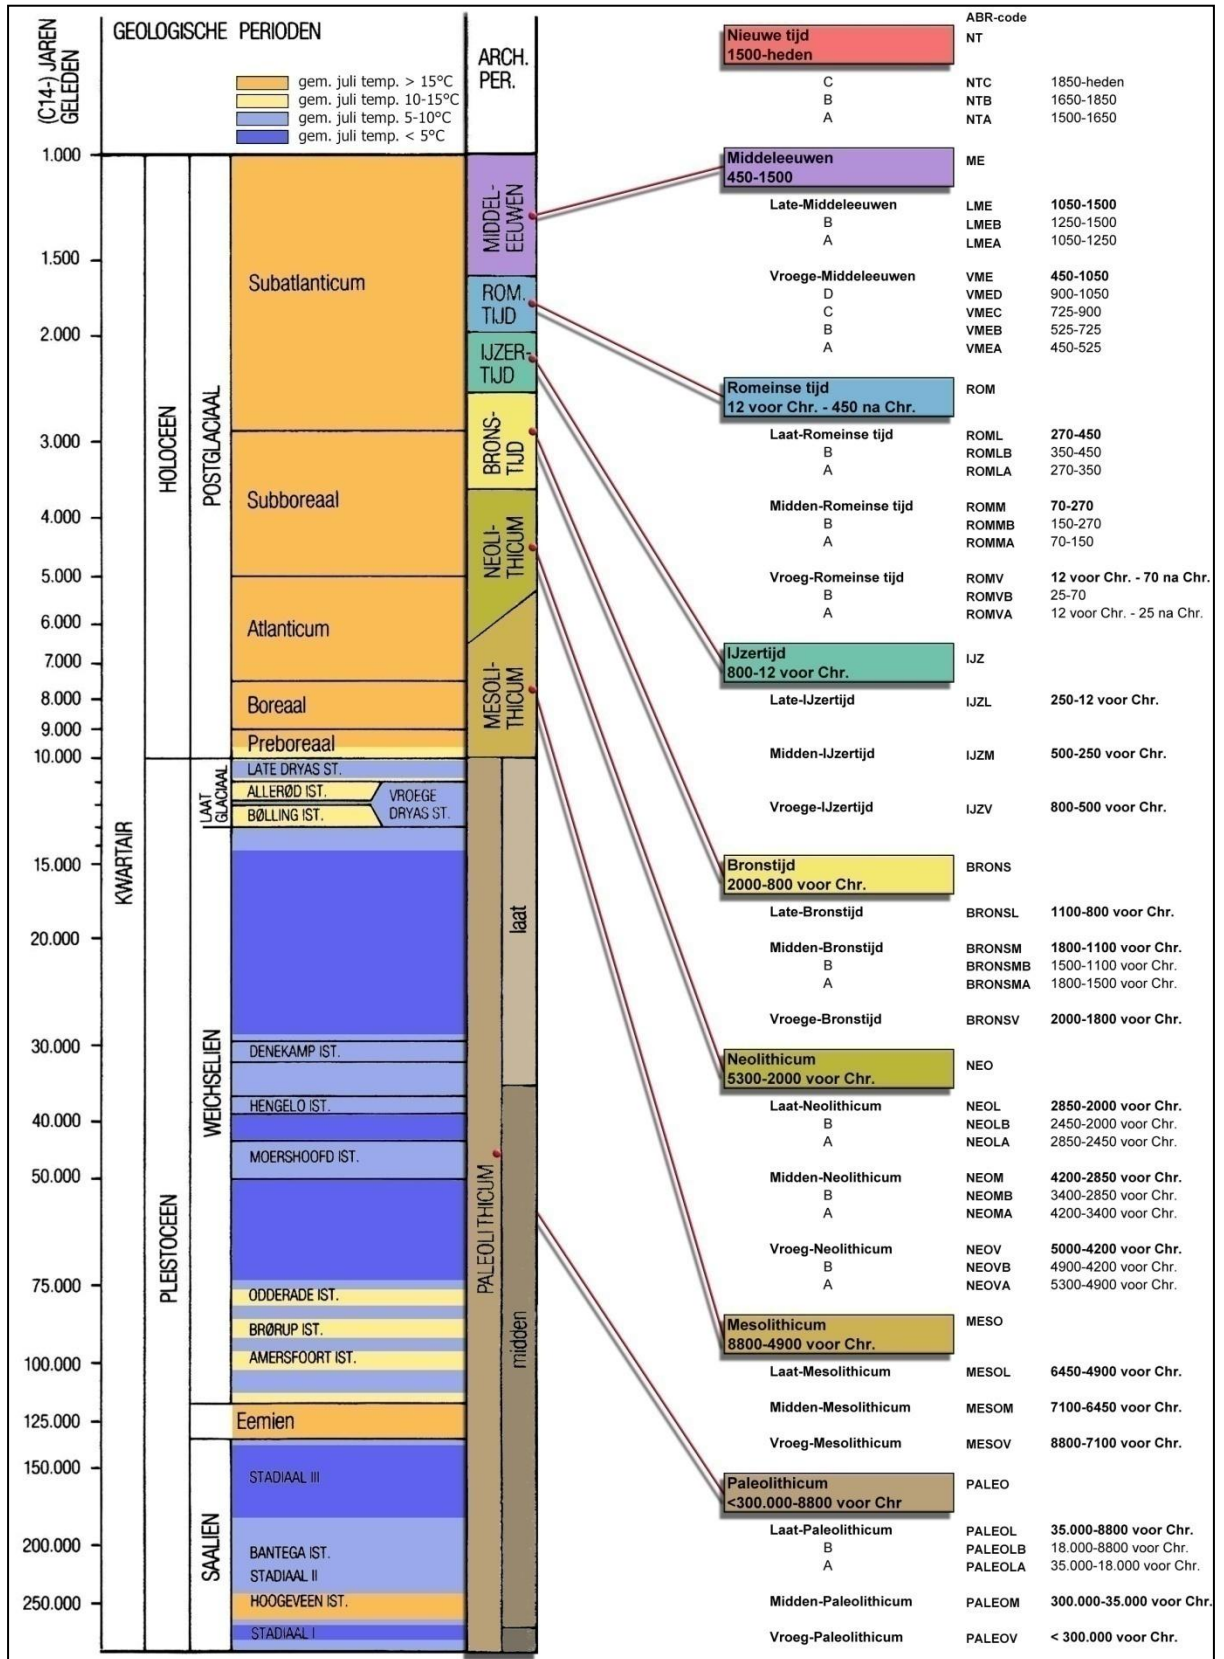 (C14-) JAREN
GELEDEN
GEOLOGISCHE PERIODEN
gem. juli temp. > 15°C
gem. juli temp. 10-15°C
gem. juli temp. 5-10°C
gem. juli temp. < 5°C
ARCH.
PER.
1.000
1.500
2.000
3.000
4.000
5.000
6.000
7.000
8.000
9.000
10.000
15.000
20.000
30.000
40.000
50.000
75.000
100.000
125.000
150.000
200.000
250.000
KWARTAIR
HOLOCEEN
PLEISTOCEEN
POSTGLACIAAL
LAAT
GLACIAAL
WEICHSELIEN
SAALIEN
Subatlanticum
Subboreaal
Atlanticum
Boreaal
Preboreaal
LATE DRYAS ST.
ALLERØD IST.
VROEGE
DRYAS ST.
BØLLING IST.
DENEKAMP IST.
HENGELO IST.
MOERSHOOFD IST.
ODDERADE IST.
BRØRUP IST.
AMERSFOORT IST.
Eemien
STADIAAL III
BANTEGA IST.
STADIAAL II
HOOGEVEEN IST.
STADIAAL I
MIDDEL-
EEUWEN
ROM.
TIJD
IJZER-
TIJD
BRONS-
TIJD
NEOLI-
THICUM
MESOLI-
THICUM
PALEOLITHICUM
laat
midden
ABR-code
Nieuwe tijd NT
1500-heden
C NTC 1850-heden
B NTB 1650-1850
A NTA 1500-1650
Middeleeuwen ME
450-1500
Late-Middeleeuwen LME 1050-1500
B LMEB 1250-1500
A LMEA 1050-1250
Vroege-Middeleeuwen VME 450-1050
D VMED 900-1050
C VMEC 725-900
B VMEB 525-725
A VMEA 450-525
Romeinse tijd ROM
12 voor Chr. - 450 na Chr.
Laat-Romeinse tijd ROML 270-450
B ROMLB 350-450
A ROMLA 270-350
Midden-Romeinse tijd ROMM 70-270
B ROMMB 150-270
A ROMMA 70-150
Vroeg-Romeinse tijd ROMV 12 voor Chr. - 70 na Chr.
B ROMVB 25-70
A ROMVA 12 voor Chr. - 25 na Chr.
IJzertijd IJZ
800-12 voor Chr.
Late-IJzertijd IJZL 250-12 voor Chr.
Midden-IJzertijd IJZM 500-250 voor Chr.
Vroege-IJzertijd IJZV 800-500 voor Chr.
Bronstijd BRONS
2000-800 voor Chr.
Late-Bronstijd BRONSL 1100-800 voor Chr.
Midden-Bronstijd BRONSM 1800-1100 voor Chr.
B BRONSMB 1500-1100 voor Chr.
A BRONSMA 1800-1500 voor Chr.
Vroege-Bronstijd BRONSV 2000-1800 voor Chr.
Neolithicum NEO
5300-2000 voor Chr.
Laat-Neolithicum NEOL 2850-2000 voor Chr.
B NEOLB 2450-2000 voor Chr.
A NEOLA 2850-2450 voor Chr.
Midden-Neolithicum NEOM 4200-2850 voor Chr.
B NEOMB 3400-2850 voor Chr.
A NEOMA 4200-3400 voor Chr.
Vroeg-Neolithicum NEOV 5000-4200 voor Chr.
B NEOVB 4900-4200 voor Chr.
A NEOVA 5300-4900 voor Chr.
Mesolithicum MESO
8800-4900 voor Chr.
Laat-Mesolithicum MESOL 6450-4900 voor Chr.
Midden-Mesolithicum MESOM 7100-6450 voor Chr.
Vroeg-Mesolithicum MESOV 8800-7100 voor Chr.
Paleolithicum PALEO
<300.000-8800 voor Chr
Laat-Paleolithicum PALEOL 35.000-8800 voor Chr.
B PALEOLB 18.000-8800 voor Chr.
A PALEOLA 35.000-18.000 voor Chr.
Midden-Paleolithicum PALEOM 300.000-35.000 voor Chr.
Vroeg-Paleolithicum PALEOV < 300.000 voor Chr.